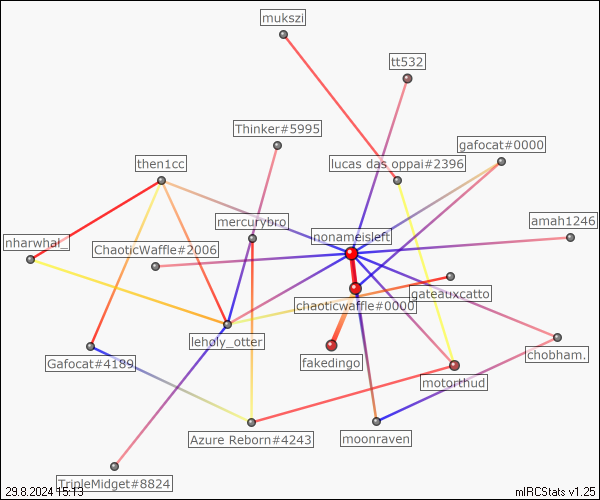 mukszi
tt532
Thinker#5995
gafocat#0000
then1cc
lucas das oppai#2396
mercurybro
amah1246
nonameisleft
nharwhal_
ChaoticWaffle#2006
gateauxcatto
chaoticwaffle#0000
leholy_otter
chobham.
Gafocat#4189
fakedingo
motorthud
Azure Reborn#4243
moonraven
TripleMidget#8824
29.8.2024 15:13
mIRCStats v1.25